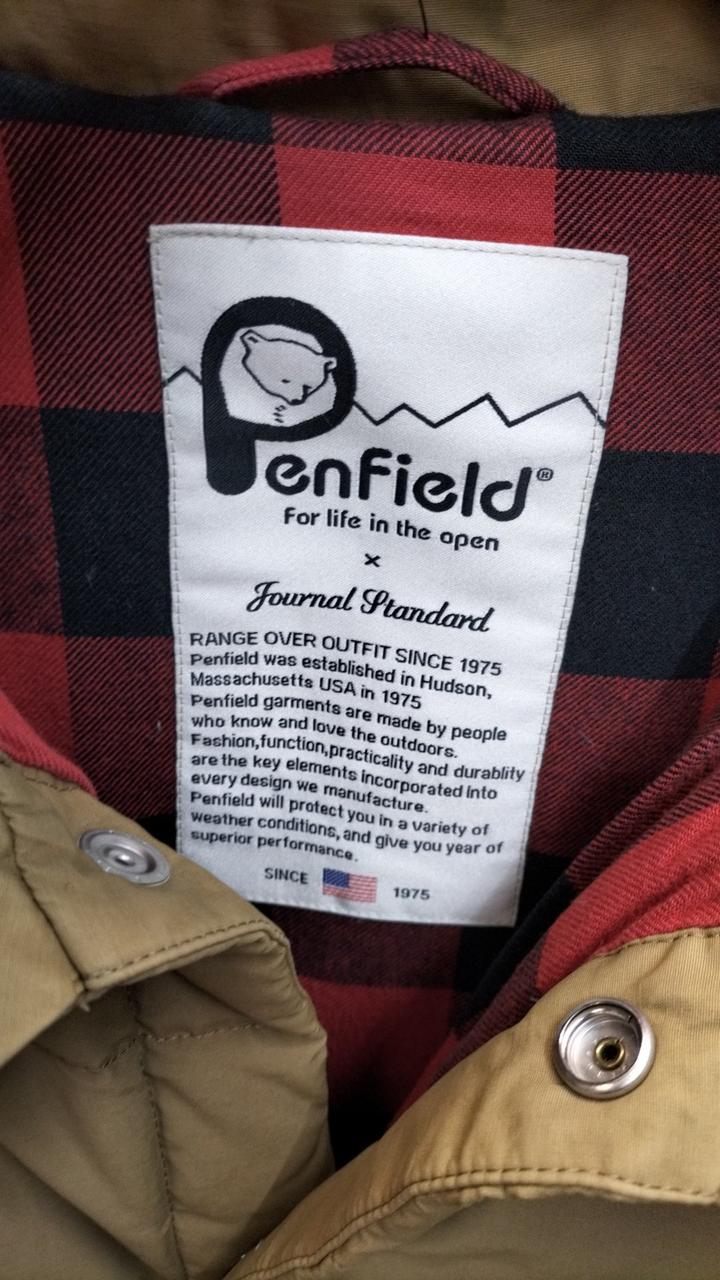 Penfield®
For life in the open
×
Journal Standard
RANGE OVER OUTFIT SINCE 1975
Penfield was established in Hudson,
Massachusetts USA in 1975
Penfield garments are made by people
who know and love the outdoors.
Fashion,function,practicality and durablity
are the key elements incorporated into
every design we manufacture.
Penfield will protect you in a variety of
weather conditions, and give you year of
superior performance.
SINCE 1975